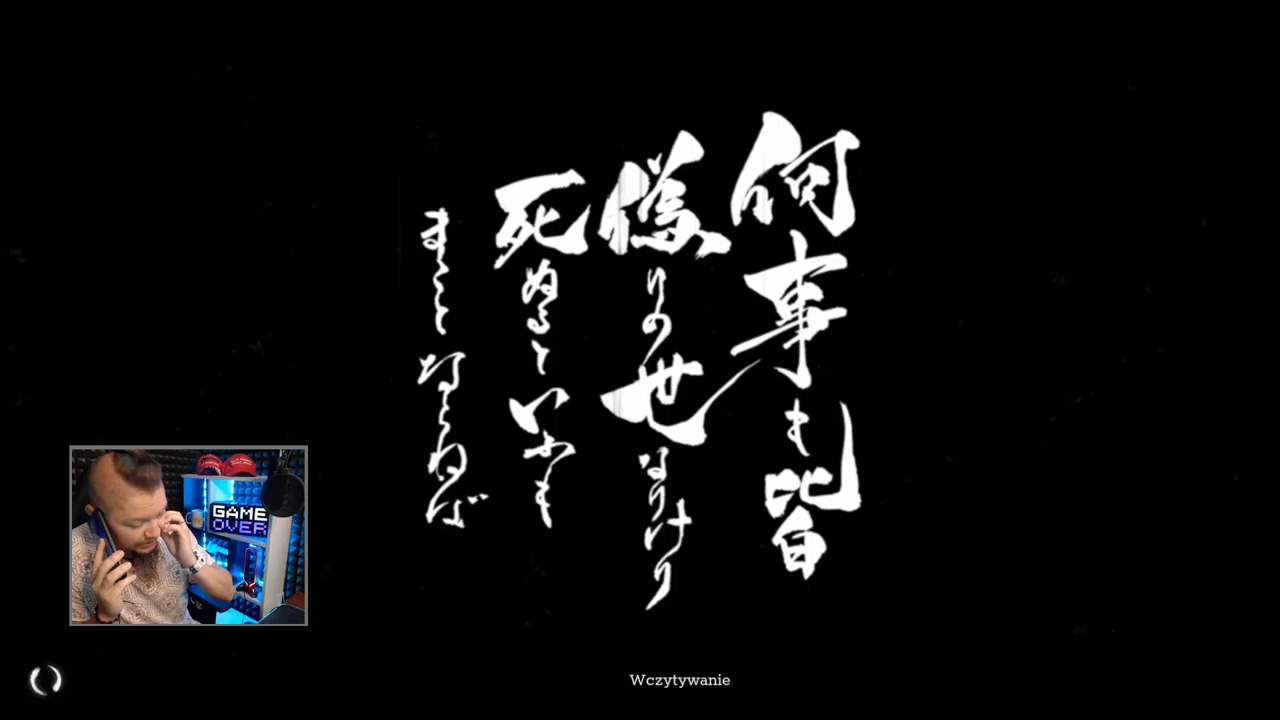 何事も皆
偽りの世なりけり
死ぬるといふも
まことならねば
GAME
OVER
Wczytywanie